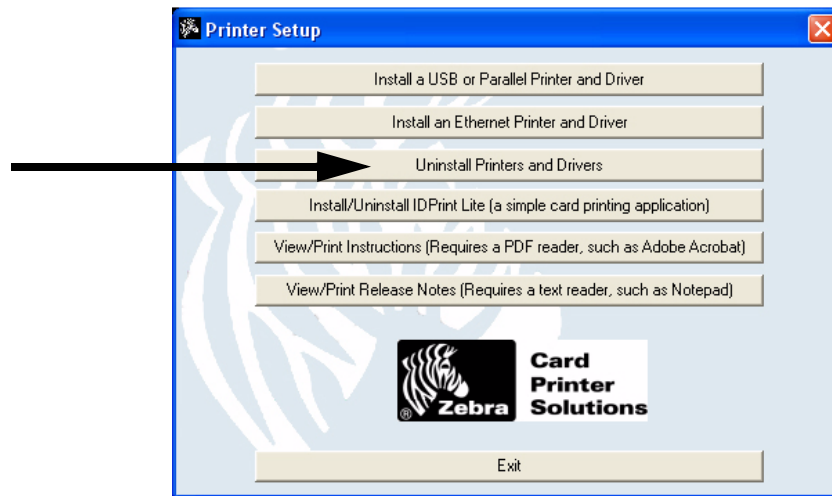 Printer Setup
Install a USB or Parallel Printer and Driver
Install an Ethernet Printer and Driver
Uninstall Printers and Drivers
Install/Uninstall IDPrint Lite (a simple card printing application)
View/Print Instructions (Requires a PDF reader, such as Adobe Acrobat)
View/Print Release Notes (Requires a text reader, such as Notepad)
Card
Printer
® Zebra Solutions
Exit